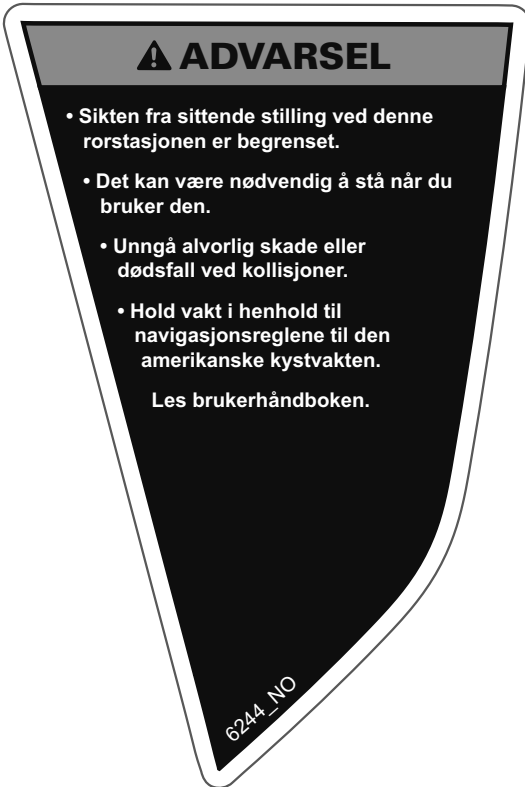 ADVARSEL
• Sikten fra sittende stilling ved denne
rorstasjonen er begrenset.
• Det kan være nødvendig å stå når du
bruker den.
• Unngå alvorlig skade eller
dødsfall ved kollisjoner.
• Hold vakt i henhold til
navigasjonsreglene til den
amerikanske kystvakten.
Les brukerhåndboken.
6244_NO